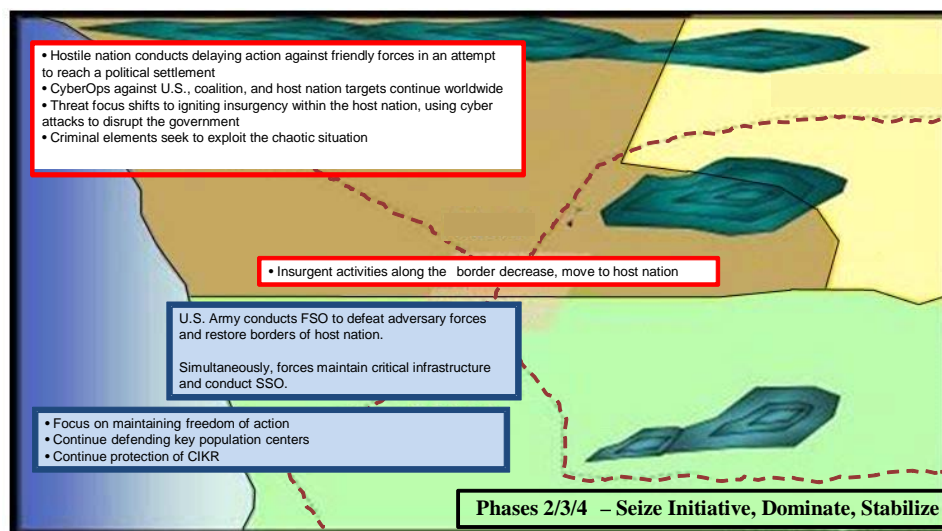 • Hostile nation conducts delaying action against friendly forces in an attempt
to reach a political settlement
• CyberOps against U.S., coalition, and host nation targets continue worldwide
• Threat focus shifts to igniting insurgency within the host nation, using cyber
attacks to disrupt the government
• Criminal elements seek to exploit the chaotic situation
• Insurgent activities along the border decrease, move to host nation
U.S. Army conducts FSO to defeat adversary forces
and restore borders of host nation.
Simultaneously, forces maintain critical infrastructure
and conduct SSO.
• Focus on maintaining freedom of action
• Continue defending key population centers
• Continue protection of CIKR
Phases 2/3/4 – Seize Initiative, Dominate, Stabilize